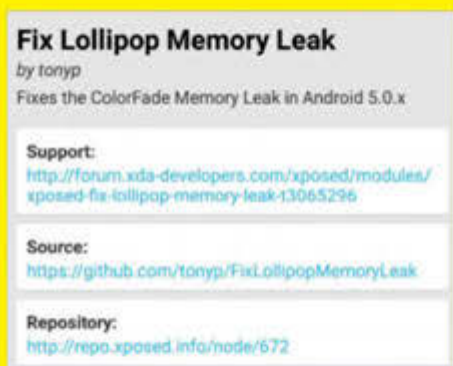 Fix Lollipop Memory Leak
by tonyp
Fixes the ColorFade Memory Leak in Android 5.0.x
Support:
http://forum.xda-developers.com/xposed/modules/
xposed-fix-lollipop-memory-leak-t3065296
Source:
https://github.com/tonyp/FixLollipopMemoryLeak
Repository:
http://repo.xposed.info/node/672